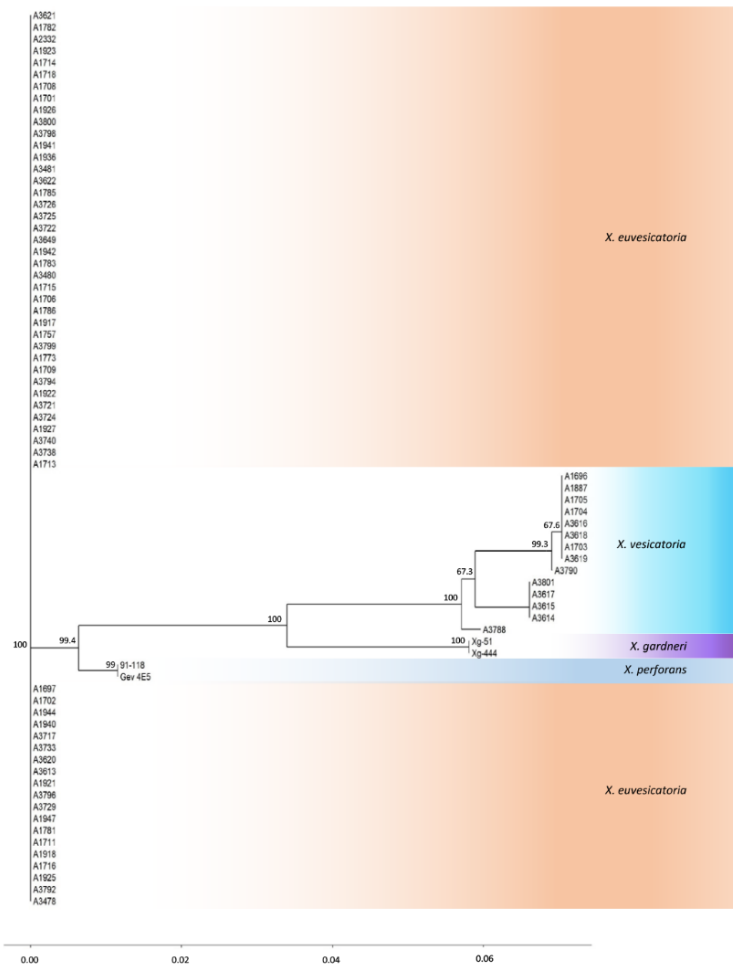 A3621
A1782
A2332
A1923
A1714
A1718
A1708
A1701
A1926
A3800
A3798
A1941
A1936
A3481
A3622
A1785
A3726
A3725
A3722
A3649
A1942
A1783
A3480
A1715
A1706
A1786
A1917
A1757
A3799
A1773
A1709
A3794
A1922
A3721
A3724
A1927
A3740
A3738
A1713
X. euvesicatoria
A1696
A1887
A1705
A1704
A3616
A3618
A1703
A3619
A3790
A3801
A3617
A3615
A3614
A3788
67.6
99.3
67.3
100
X. vesicatoria
100
99.4
100
100
Xg-51
Xg-444
X. gardneri
99
91-118
Gev 4E5
X. perforans
A1697
A1702
A1944
A1940
A3717
A3733
A3620
A3613
A1921
A3796
A3729
A1947
A1781
A1711
A1918
A1716
A1925
A3792
A3478
X. euvesicatoria
0.00 0.02 0.04 0.06